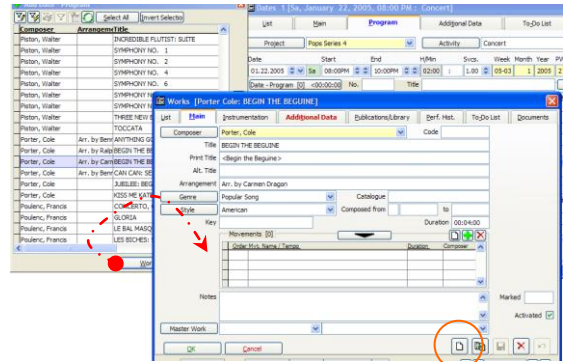 Add Edit - Program
Select All
Invert Selectio
Composer Arrangeme Title
Piston, Walter INCREDIBLE FLUTIST: SUITE
Piston, Walter SYMPHONY NO. 1
Piston, Walter SYMPHONY NO. 2
Piston, Walter SYMPHONY NO. 4
Piston, Walter SYMPHONY NO. 6
Piston, Walter SYMPHONY N
Piston, Walter SYMPHONY N
Piston, Walter THREE NEW E
Piston, Walter TOCCATA
Porter, Cole Arr. by Benn ANYTHING GO
Porter, Cole Arr. by Ralp BEGIN THE BE
Porter, Cole Arr. by Carm BEGIN THE BE
Porter, Cole Arr. by Benn CAN CAN: SE
Porter, Cole JUBILEE: BEG
Porter, Cole KISS ME KATE
Poulenc, Francis CONCERTO,
Poulenc, Francis GLORIA
Poulenc, Francis LE BAL MASQ
Poulenc, Francis LES BICHES:
Wor
Dates 1 [Sa, January 22, 2005, 08:00 PM : Concert]
List Main Program Additional Data To-Do List
Project Pops Series 4 Activity Concert
Date Start End H/Min Svcs. Week Month Year
01.22.2005 Sa 08:00PM 10:00PM 02:00 : 1.00 05-03 1 2005 2
Date - Program [0] <00:00:00> No. Title
Works [Porter Cole: BEGIN THE BEGUINE]
List Main Instrumentation Additional Data Publications/Library Perf. Hist. To-Do List Documents
Composer Porter, Cole Code
Title BEGIN THE BEGUINE
Print Title <Begin the Beguine>
Alt. Title
Arrangement Arr. by Carmen Dragon
Genre Popular Song Catalogue
Style American Composed from to
Key Duration 00:04:00
Movements [0]
Order Mvt. Name / Tempo Duration Composer
Notes Marked
Activated
Master Work
OK Cancel